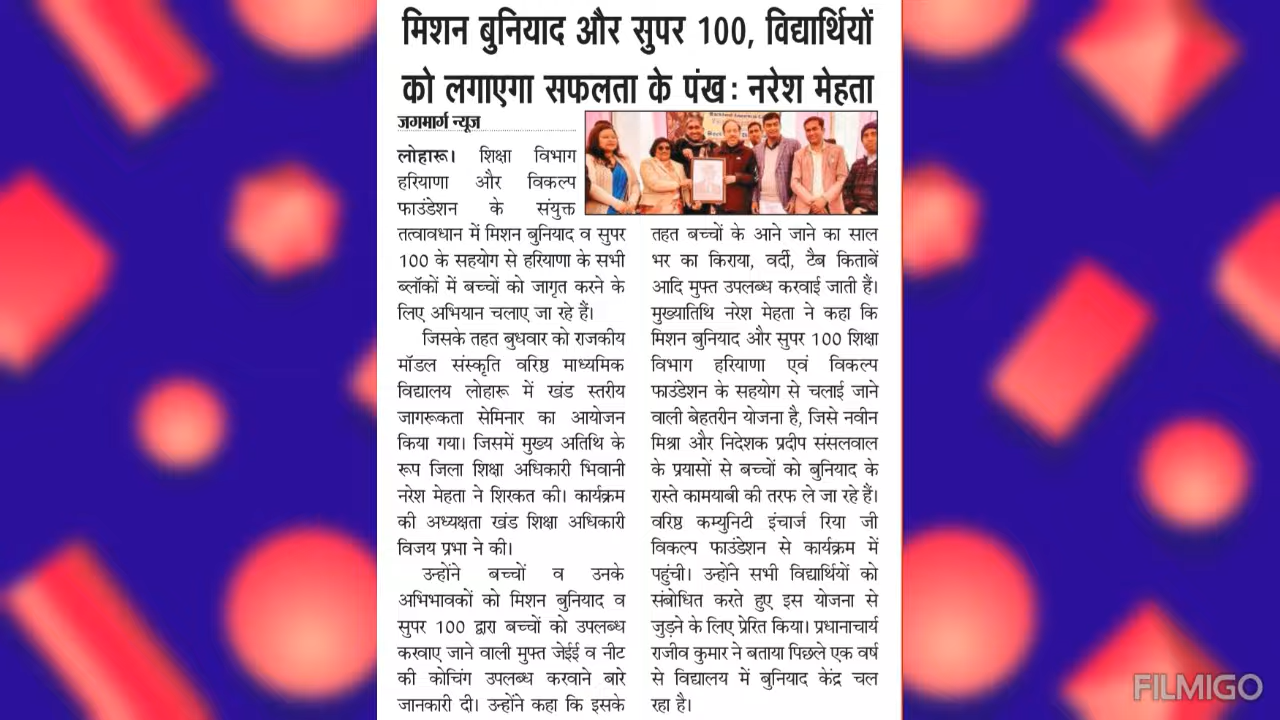 मिशन बुनियाद और सुपर 100, विद्यार्थियों
को लगाएगा सफलता के पंख: नरेश मेहता
जगमार्ग न्यूज
लोहारू। शिक्षा विभाग
हरियाणा और विकल्प
फाउंडेशन के संयुक्त
तत्वावधान में मिशन बुनियाद व सुपर
100 के सहयोग से हरियाणा के सभी
ब्लॉकों में बच्चों को जागृत करने के
लिए अभियान चलाए जा रहे हैं।
जिसके तहत बुधवार को राजकीय
मॉडल संस्कृति वरिष्ठ माध्यमिक
विद्यालय लोहारू में खंड स्तरीय
जागरूकता सेमिनार का आयोजन
किया गया। जिसमें मुख्य अतिथि के
रूप जिला शिक्षा अधिकारी भिवानी
नरेश मेहता ने शिरकत की। कार्यक्रम
की अध्यक्षता खंड शिक्षा अधिकारी
विजय प्रभा ने की।
उन्होंने बच्चों व उनके
अभिभावकों को मिशन बुनियाद व
सुपर 100 द्वारा बच्चों को उपलब्ध
करवाए जाने वाली मुफ्त जेईई व नीट
की कोचिंग उपलब्ध करवाने बारे
जानकारी दी। उन्होंने कहा कि इसके
तहत बच्चों के आने जाने का साल
भर का किराया, वर्दी, टैब किताबें
आदि मुफ्त उपलब्ध करवाई जाती हैं।
मुख्यातिथि नरेश मेहता ने कहा कि
मिशन बुनियाद और सुपर 100 शिक्षा
विभाग हरियाणा एवं विकल्प
फाउंडेशन के सहयोग से चलाई जाने
वाली बेहतरीन योजना है, जिसे नवीन
मिश्रा और निदेशक प्रदीप संसलवाल
के प्रयासों से बच्चों को बुनियाद के
रास्ते कामयाबी की तरफ ले जा रहे हैं।
वरिष्ठ कम्युनिटी इंचार्ज रिया जी
विकल्प फाउंडेशन से कार्यक्रम में
पहुंची। उन्होंने सभी विद्यार्थियों को
संबोधित करते हुए इस योजना से
जुड़ने के लिए प्रेरित किया। प्रधानाचार्य
राजीव कुमार ने बताया पिछले एक वर्ष
से विद्यालय में बुनियाद केंद्र चल
रहा है।
FILMIGO